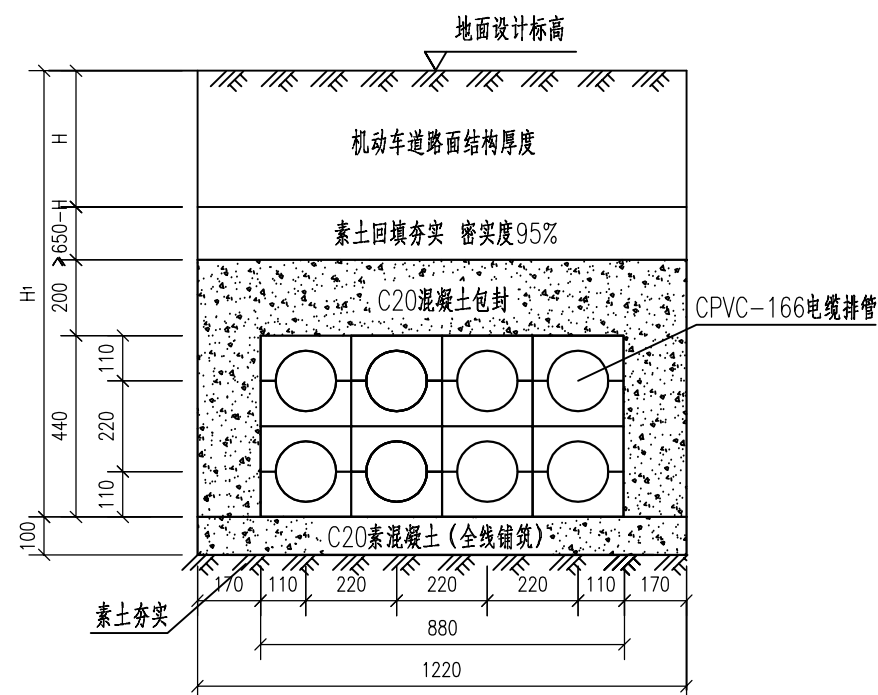 地面设计标高
机动车道路面结构厚度
素土回填夯实 密实度95%
C20混凝土包封
CPVC-166电缆排管
C20素混凝土（全线铺筑）
素土夯实
H
≥650-H
H1
200
440
100
110
220
110
170
110
220
220
220
110
170
880
1220